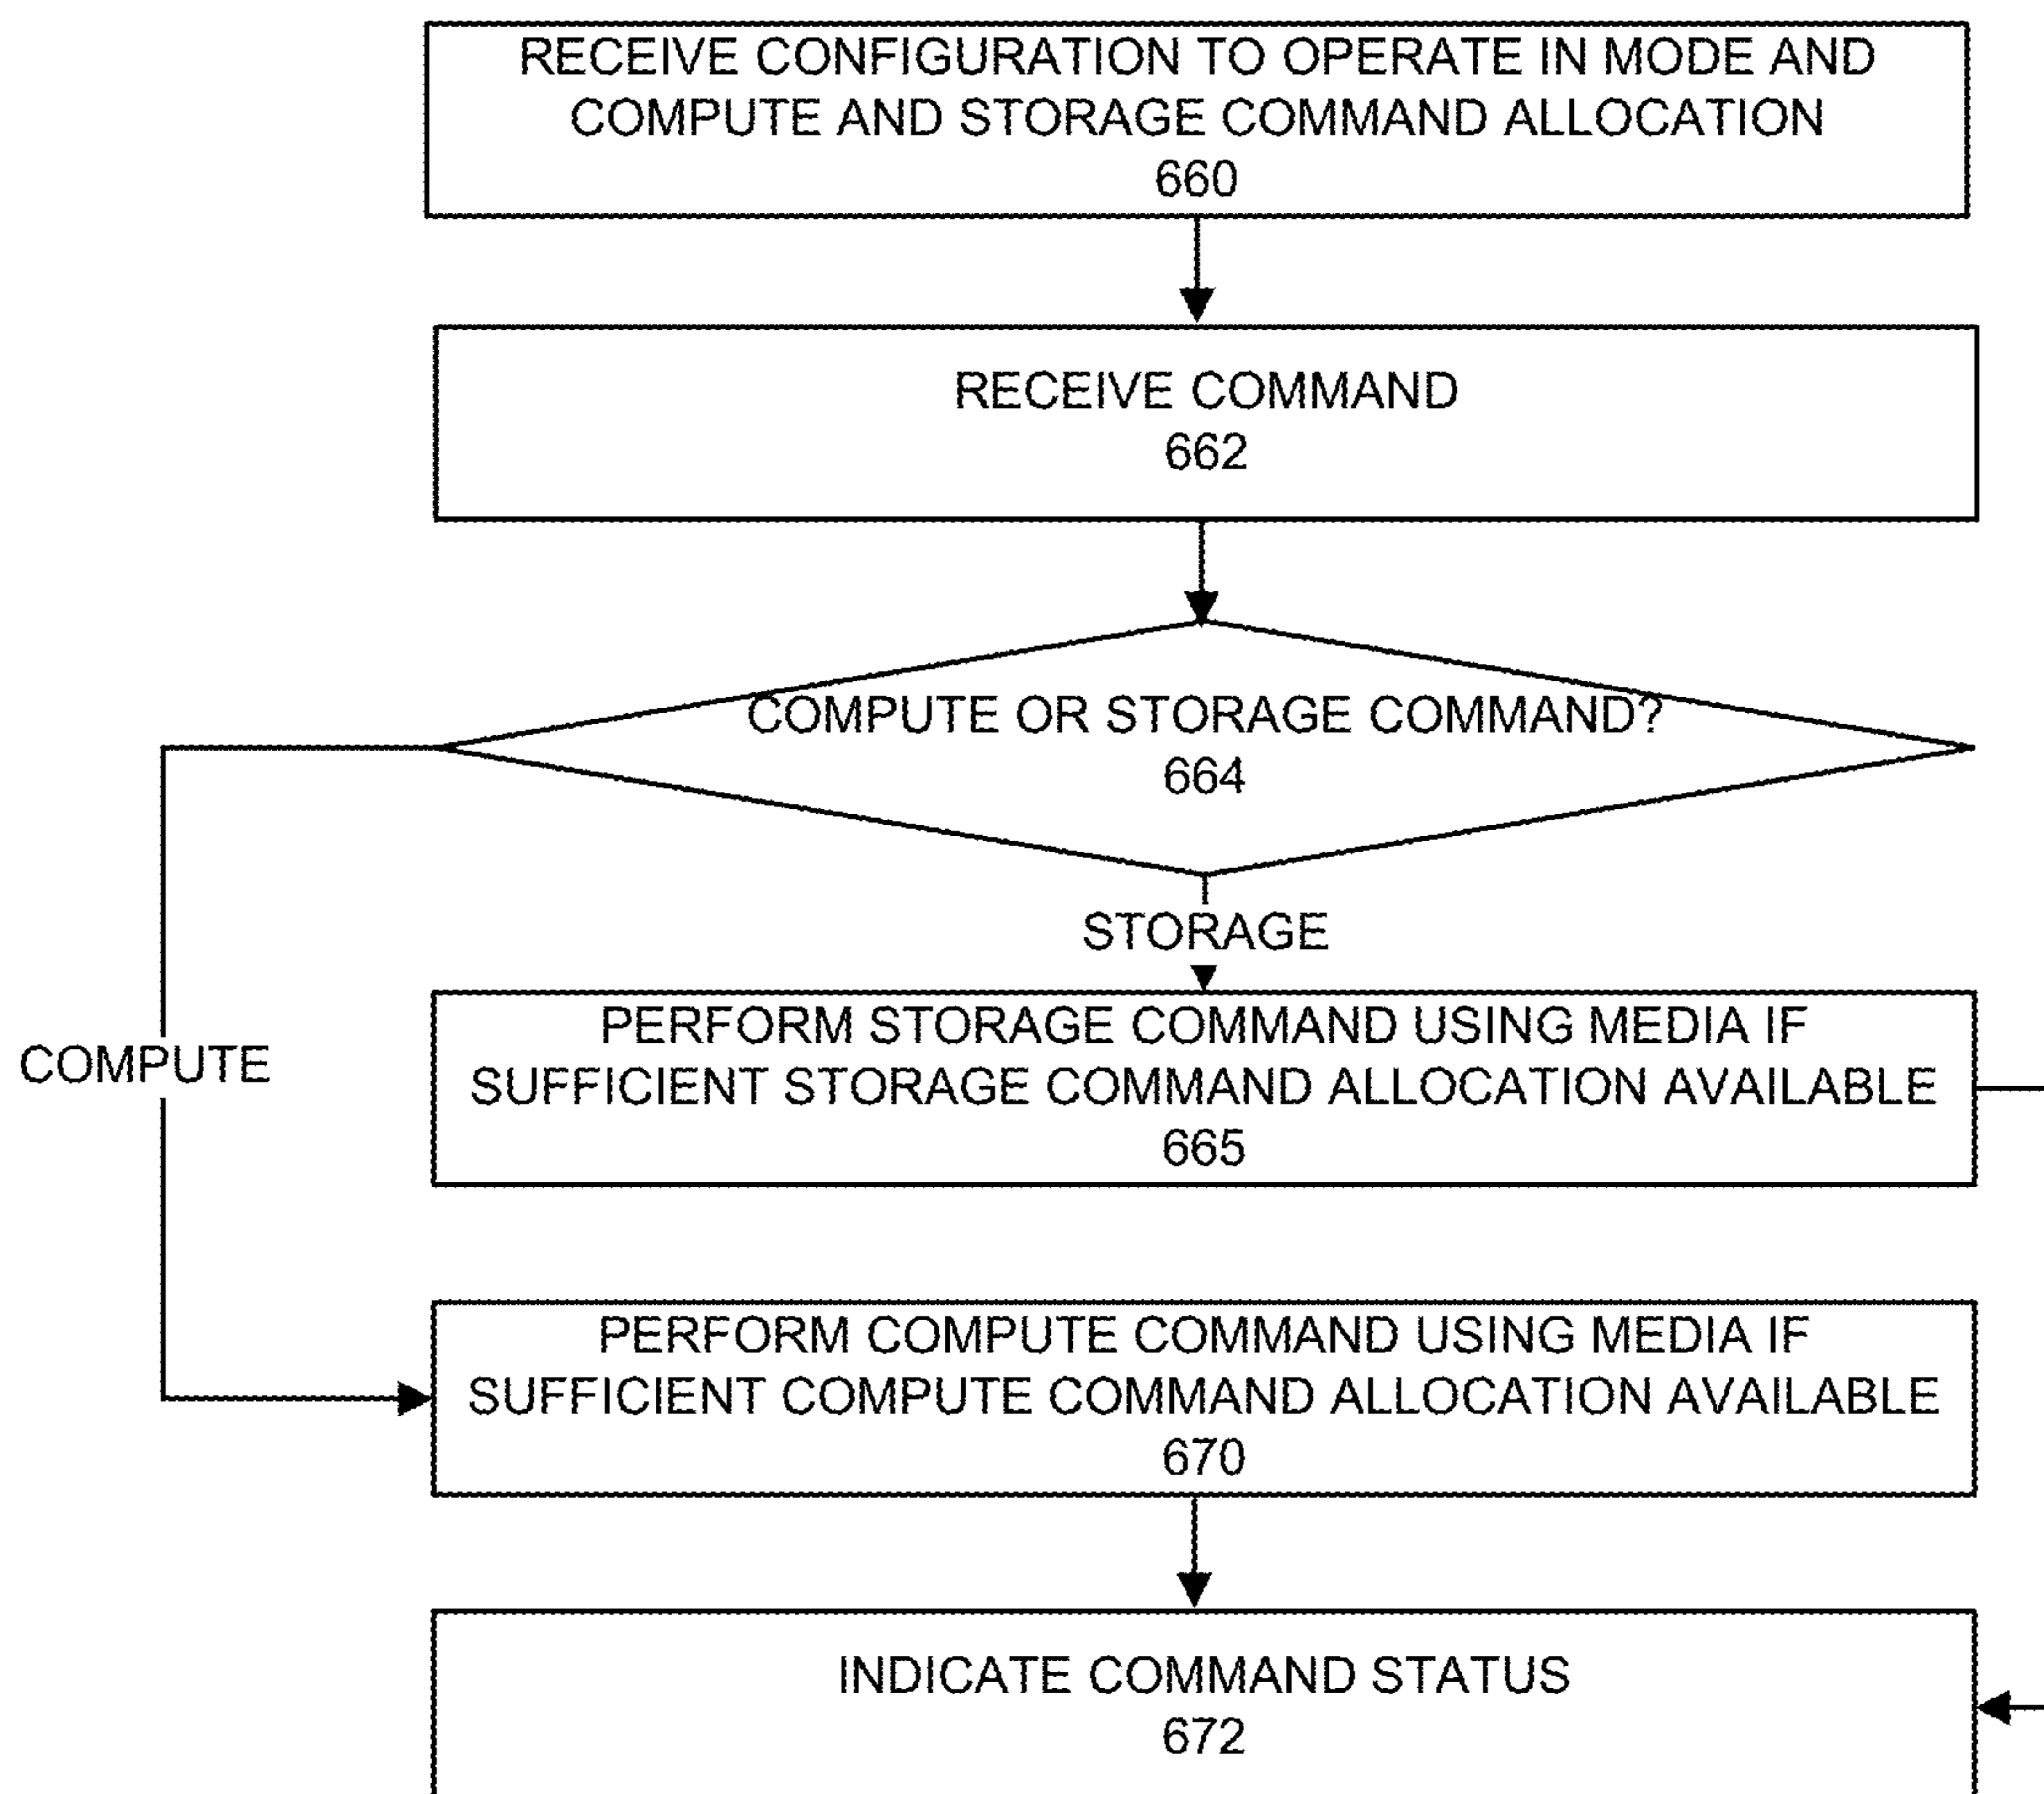 RECEIVE CONFIGURATION TO OPERATE IN MODE AND
COMPUTE AND STORAGE COMMAND ALLOCATION
660
RECEIVE COMMAND
662
COMPUTE OR STORAGE COMMAND?
664
STORAGE
COMPUTE
PERFORM STORAGE COMMAND USING MEDIA IF
SUFFICIENT STORAGE COMMAND ALLOCATION AVAILABLE
665
PERFORM COMPUTE COMMAND USING MEDIA IF
SUFFICIENT COMPUTE COMMAND ALLOCATION AVAILABLE
670
INDICATE COMMAND STATUS
672